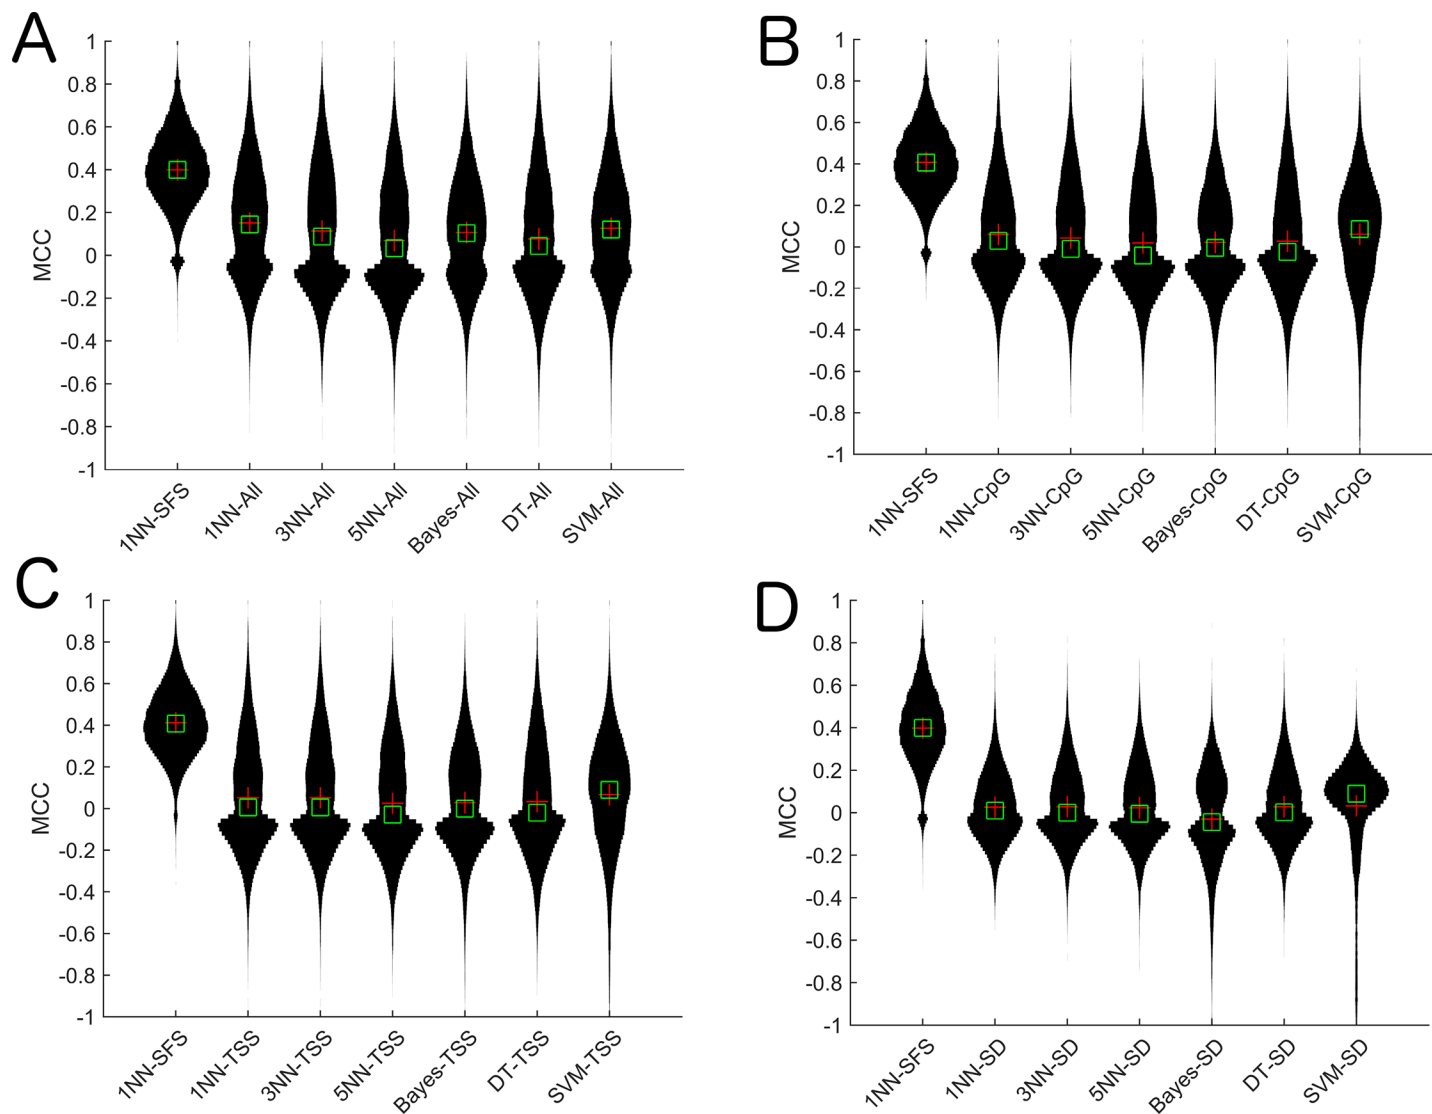 A
1
0.8
0.6
0.4
0.2
0
-0.2
-0.4
-0.6
-0.8
-1
MCC
1NN-SFS
1NN-All
3NN-All
5NN-All
Bayes-All
DT-All
SVM-All
B
1
0.8
0.6
0.4
0.2
0
-0.2
-0.4
-0.6
-0.8
-1
MCC
1NN-SFS
1NN-CpG
3NN-CpG
5NN-CpG
Bayes-CpG
DT-CpG
SVM-CpG
C
1
0.8
0.6
0.4
0.2
0
-0.2
-0.4
-0.6
-0.8
-1
MCC
1NN-SFS
1NN-TSS
3NN-TSS
5NN-TSS
Bayes-TSS
DT-TSS
SVM-TSS
D
1
0.8
0.6
0.4
0.2
0
-0.2
-0.4
-0.6
-0.8
-1
MCC
1NN-SFS
1NN-SD
3NN-SD
5NN-SD
Bayes-SD
DT-SD
SVM-SD